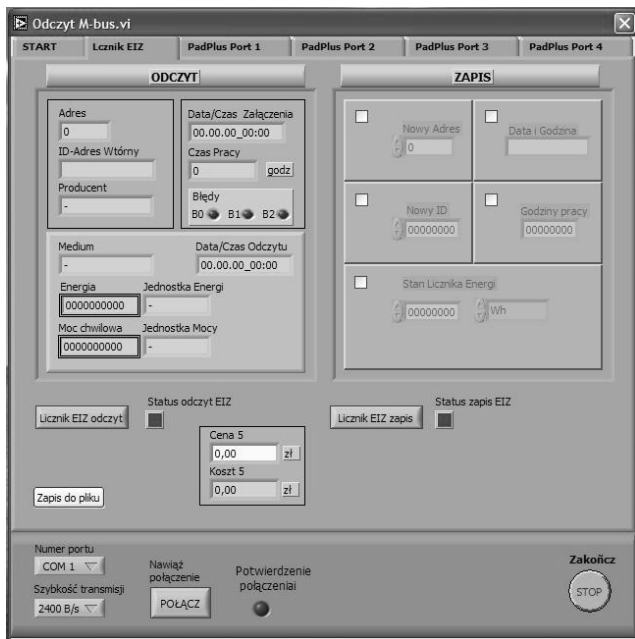 Odczyt M-bus.vi
START Lcznik EIZ PadPlus Port 1 PadPlus Port 2 PadPlus Port 3 PadPlus Port 4
ODCZYT
Adres
0
ID-Adres Wtórny
Producent
-
Data/Czas Załączenia
00.00.00_00:00
Czas Pracy
0 godz
Błędy
B0 B1 B2
Medium
-
Data/Czas Odczytu
00.00.00_00:00
Energia Jednostka Energi
0000000000 -
Moc chwilowa Jednostka Mocy
0000000000 -
ZAPIS
Nowy Adres
0
Data i Godzina
Nowy ID
00000000
Godziny pracy
00000000
Stan Licznika Energi
00000000 Wh
Licznik EIZ odczyt
Status odczyt EIZ
Licznik EIZ zapis
Status zapis EIZ
Cena 5
0,00 zł
Koszt 5
0,00 zł
Zapis do pliku
Numer portu
COM 1
Szybkość transmisji
2400 B/s
Nawiąż
połączenie
POŁĄCZ
Potwierdzenie
połączeniai
Zakończ
STOP